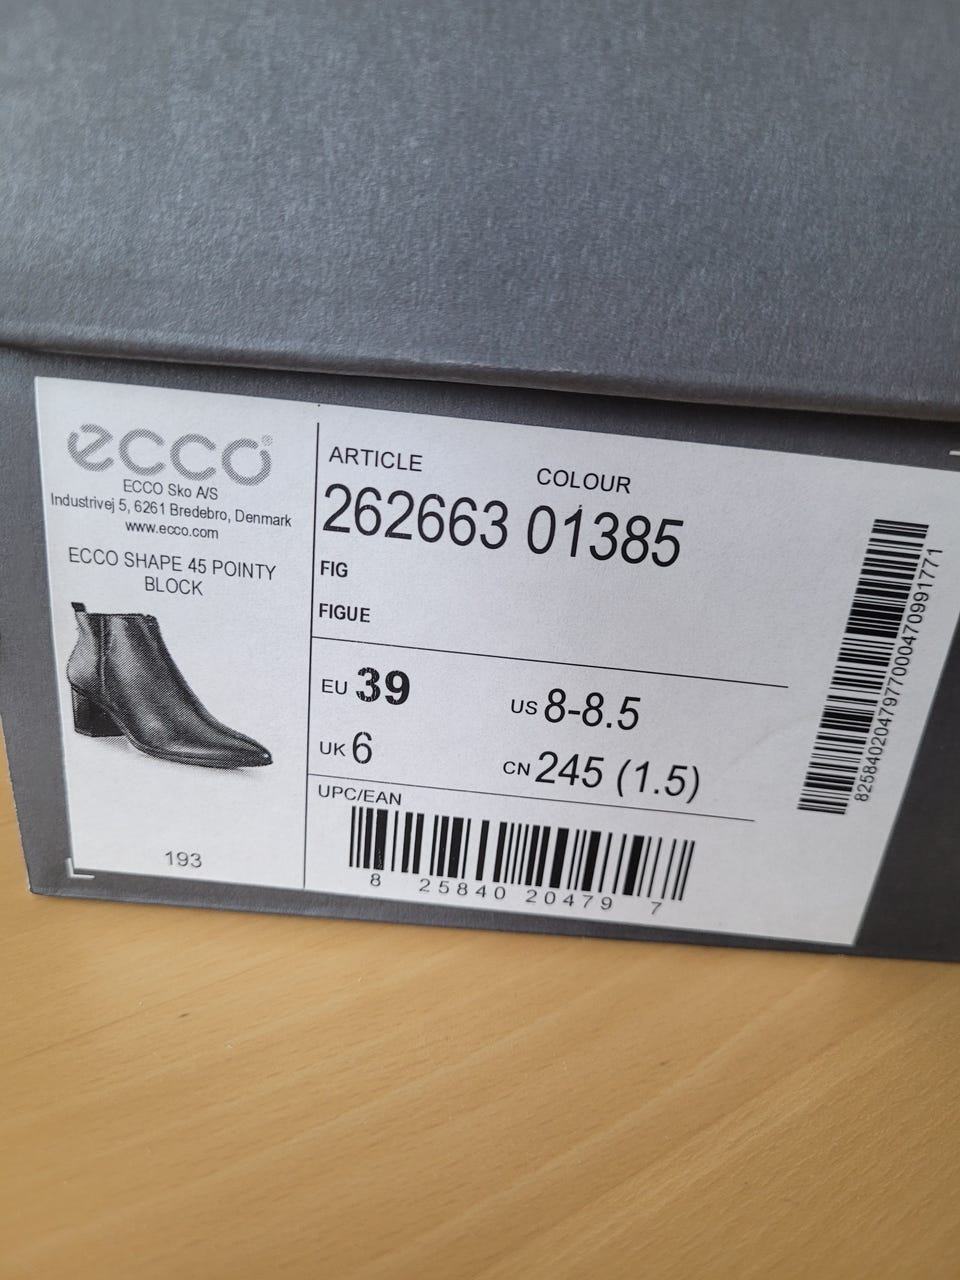 ecco®
ECCO Sko A/S
Industrivej 5, 6261 Bredebro, Denmark
www.ecco.com
ECCO SHAPE 45 POINTY
BLOCK
193
ARTICLE COLOUR
262663 01385
FIG
FIGUE
EU 39 US 8-8.5
UK 6 CN 245 (1.5)
UPC/EAN
8 25840 20479 7
825840204797700047099​1771